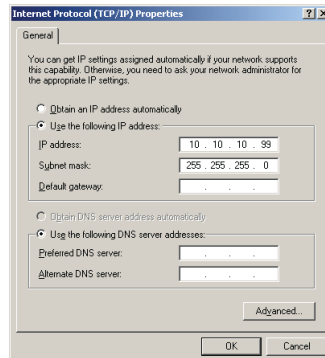 Internet Protocol (TCP/IP) Properties
General
You can get IP settings assigned automatically if your network supports
this capability. Otherwise, you need to ask your network administrator for
the appropriate IP settings.
Obtain an IP address automatically
Use the following IP address:
IP address: 10 . 10 . 10 . 99
Subnet mask: 255 . 255 . 255 . 0
Default gateway: . . .
Obtain DNS server address automatically
Use the following DNS server addresses:
Preferred DNS server: . . .
Alternate DNS server: . . .
Advanced...
OK Cancel